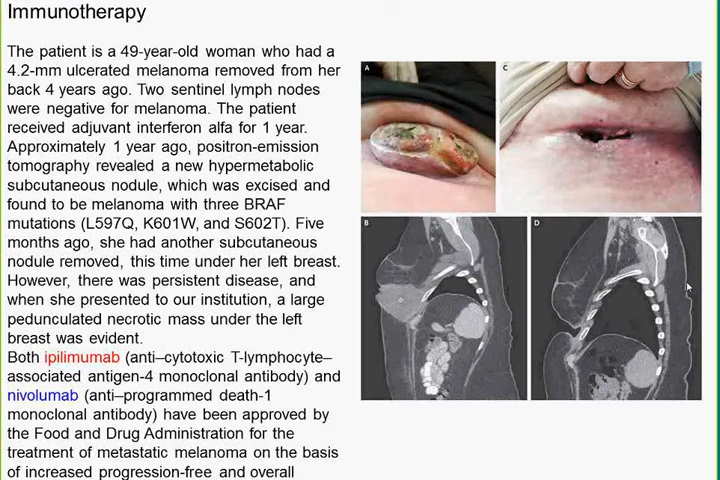 Immunotherapy
The patient is a 49-year-old woman who had a
4.2-mm ulcerated melanoma removed from her
back 4 years ago. Two sentinel lymph nodes
were negative for melanoma. The patient
received adjuvant interferon alfa for 1 year.
Approximately 1 year ago, positron-emission
tomography revealed a new hypermetabolic
subcutaneous nodule, which was excised and
found to be melanoma with three BRAF
mutations (L597Q, K601W, and S602T). Five
months ago, she had another subcutaneous
nodule removed, this time under her left breast.
However, there was persistent disease, and
when she presented to our institution, a large
pedunculated necrotic mass under the left
breast was evident.
Both ipilimumab (anti–cytotoxic T-lymphocyte–
associated antigen-4 monoclonal antibody) and
nivolumab (anti–programmed death-1
monoclonal antibody) have been approved by
the Food and Drug Administration for the
treatment of metastatic melanoma on the basis
of increased progression-free and overall
A
C
B
D